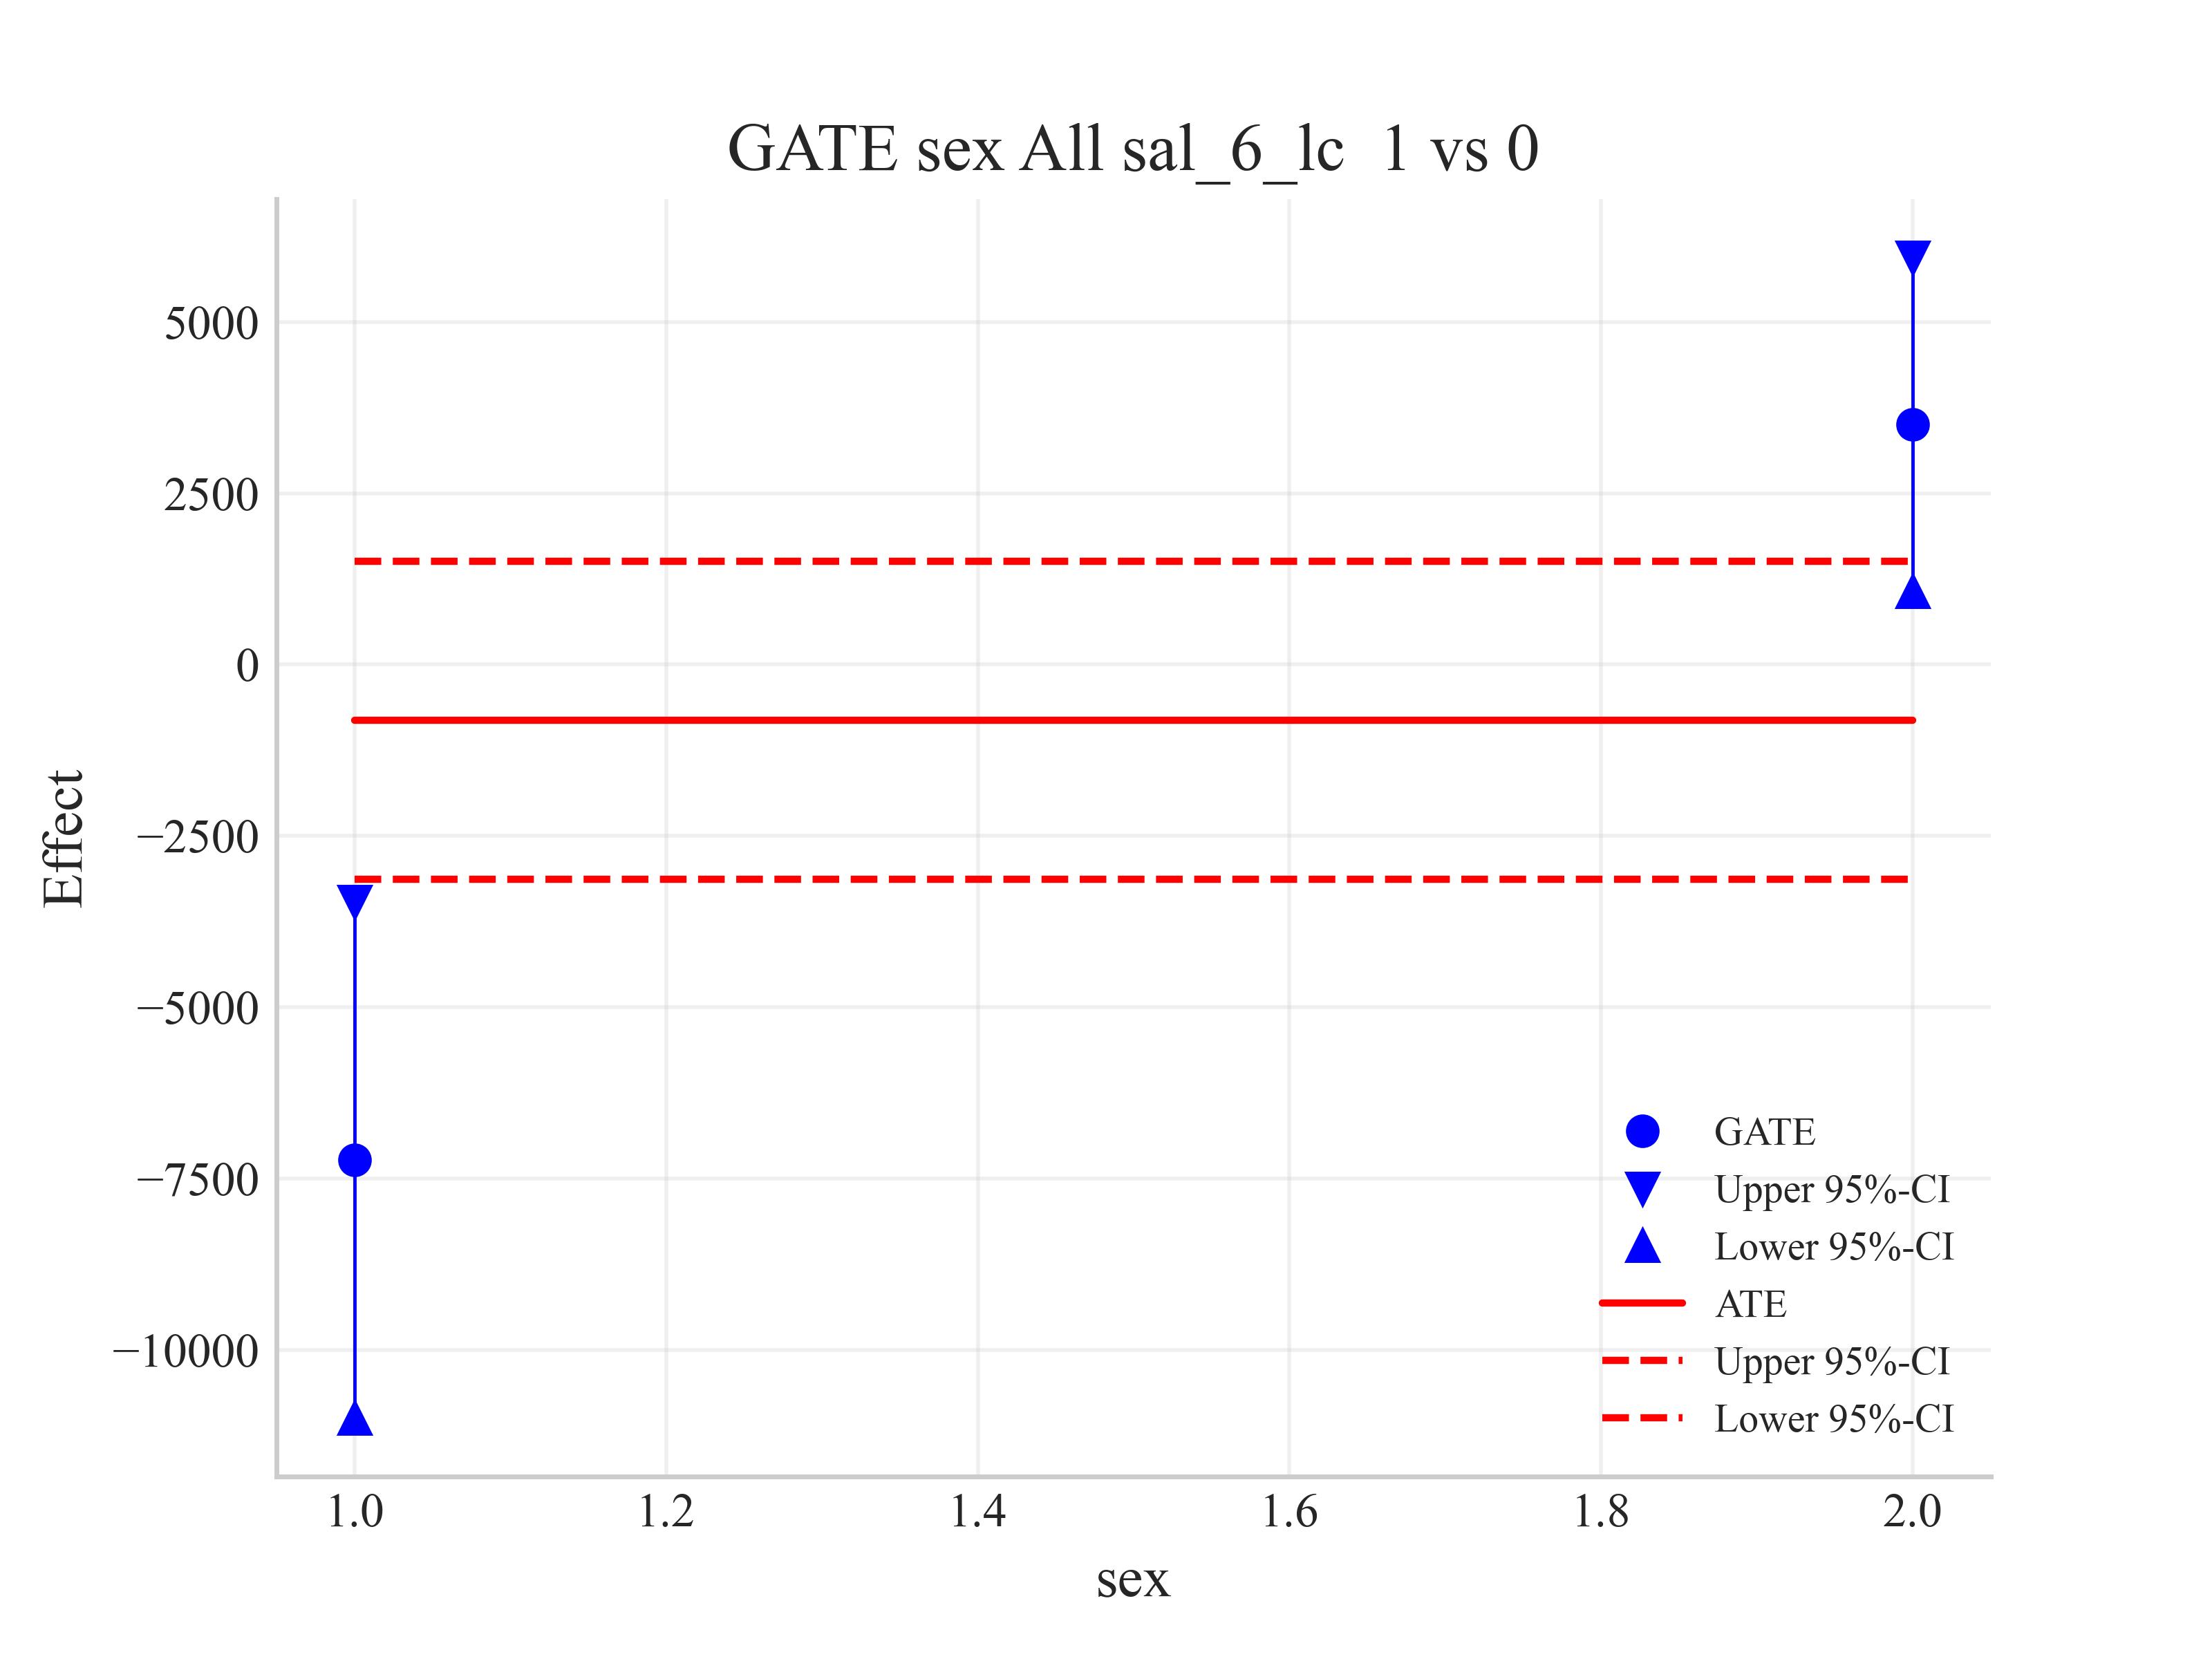 GATE sex All sal_6_lc  1 vs 0
5000
2500
0
−2500
−5000
−7500
−10000
Effect
GATE
Upper 95%-CI
Lower 95%-CI
ATE
Upper 95%-CI
Lower 95%-CI
1.0 1.2 1.4 1.6 1.8 2.0
sex